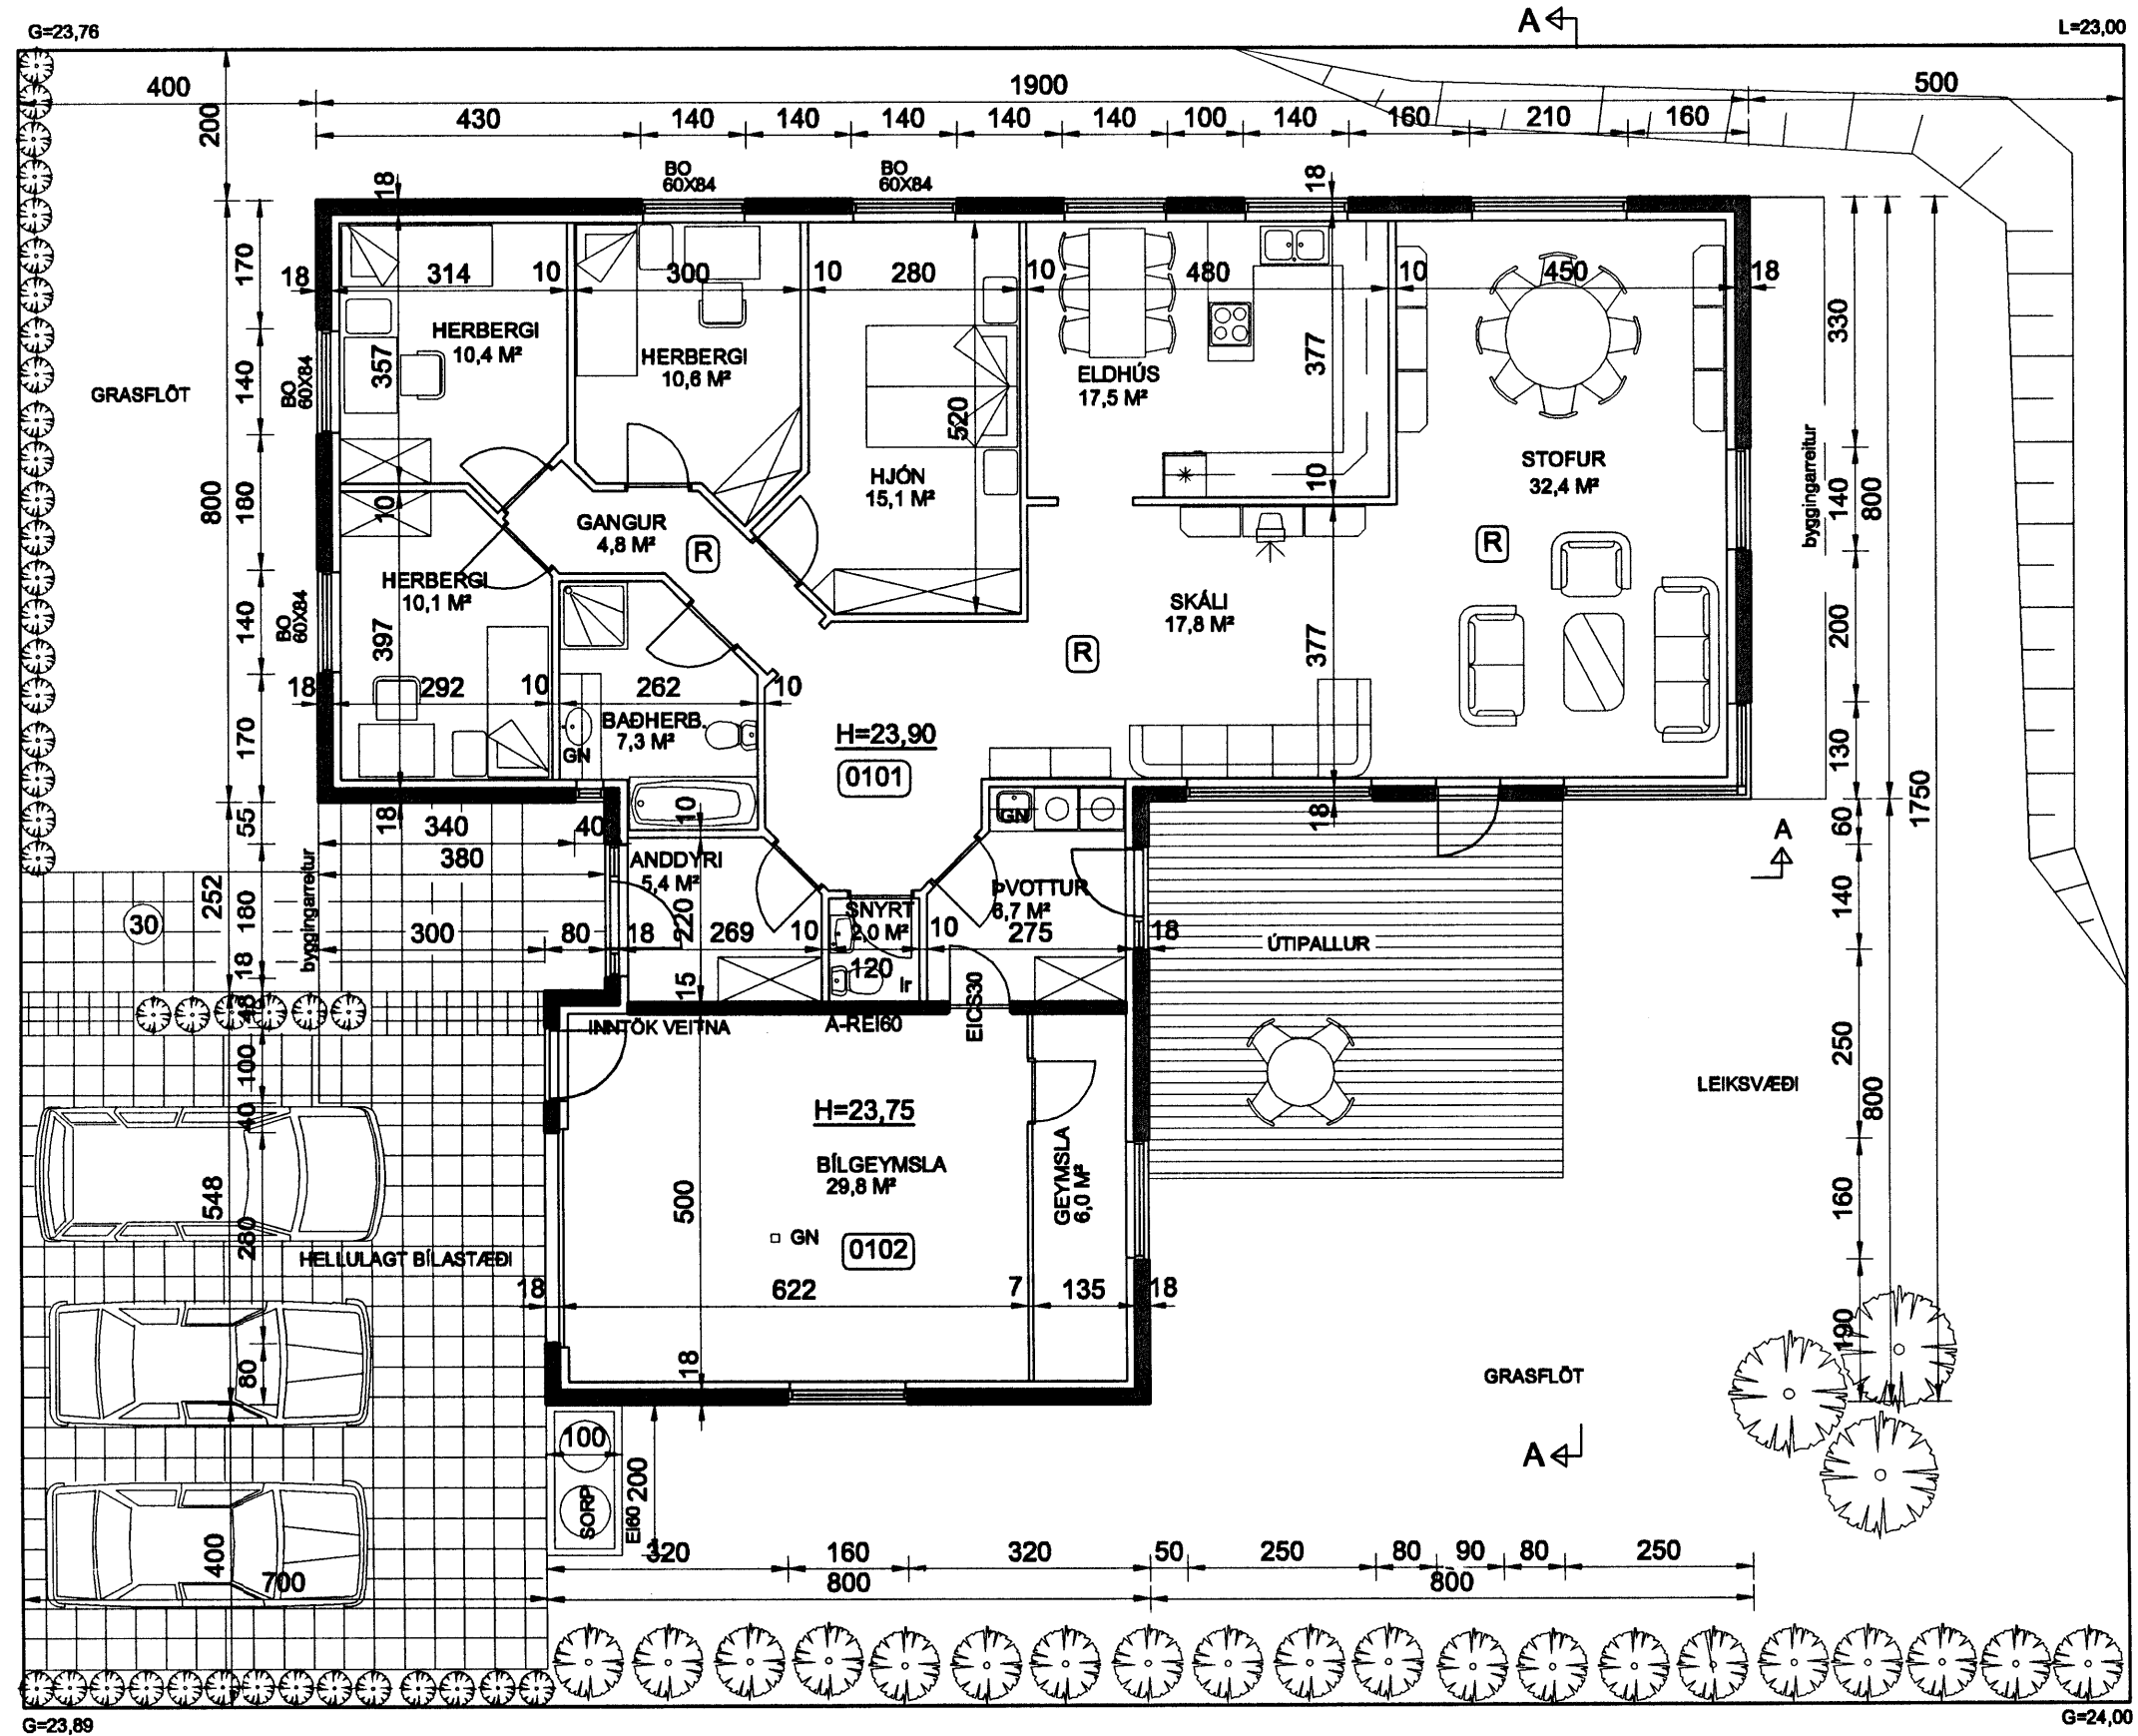 G=23,76
A
L=23,00
400
1900
500
200
430
140
140
140
140
140
100
140
160
210
160
BO
60X84
BO
60X84
18
18
170
18
314
10
300
10
280
10
480
10
450
18
330
HERBERGI
10,4 M²
HERBERGI
10,6 M²
357
377
ELDHÚS
17,5 M²
BO
60X84
140
GRASFLÖT
520
STOFUR
32,4 M²
HJÓN
15,1 M²
10
byggingarreitur
140
800
800
180
10
GANGUR
4,8 M²
R
R
HERBERGI
10,1 M²
BO
60X84
140
397
SKÁLI
17,8 M²
R
377
200
18
292
10
262
10
BAÐHERB.
7,3 M²
GN
170
H=23,90
0101
130
1750
18
340
40
10
GN
18
60
55
380
A
ANDDYRI
5,4 M²
ÞVOTTUR
6,7 M²
SNYRT
2,0 M²
byggingarreitur
252
180
140
30
300
80
18
220
269
10
10
275
18
ÚTIPALLUR
120
Ir
18
15
48
INNTÖK VEITNA
A-REI60
EICS30
100
250
40
H=23,75
LEIKSVÆÐI
800
BÍLGEYMSLA
29,8 M²
GEYMSLA
6,0 M²
548
500
160
280
GN
0102
HELLULAGT BÍLASTÆÐI
18
622
7
135
18
190
80
18
GRASFLÖT
100
A
SORP
EI60
200
400
320
160
320
50
250
80
90
80
250
700
800
800
G=23,89
G=24,00